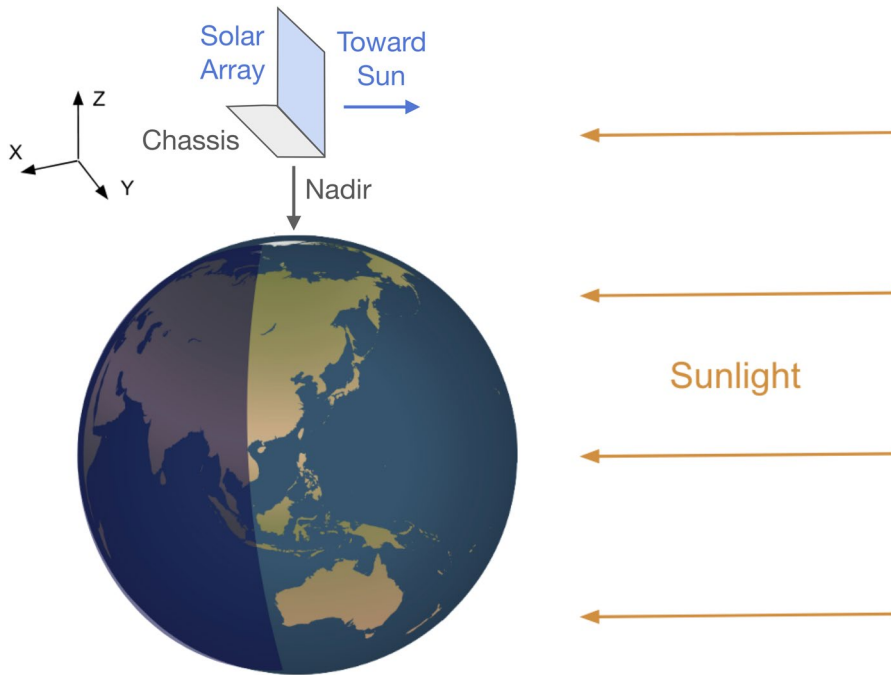 Solar
Array
Toward
Sun
Z
Chassis
X
Y
Nadir
Sunlight